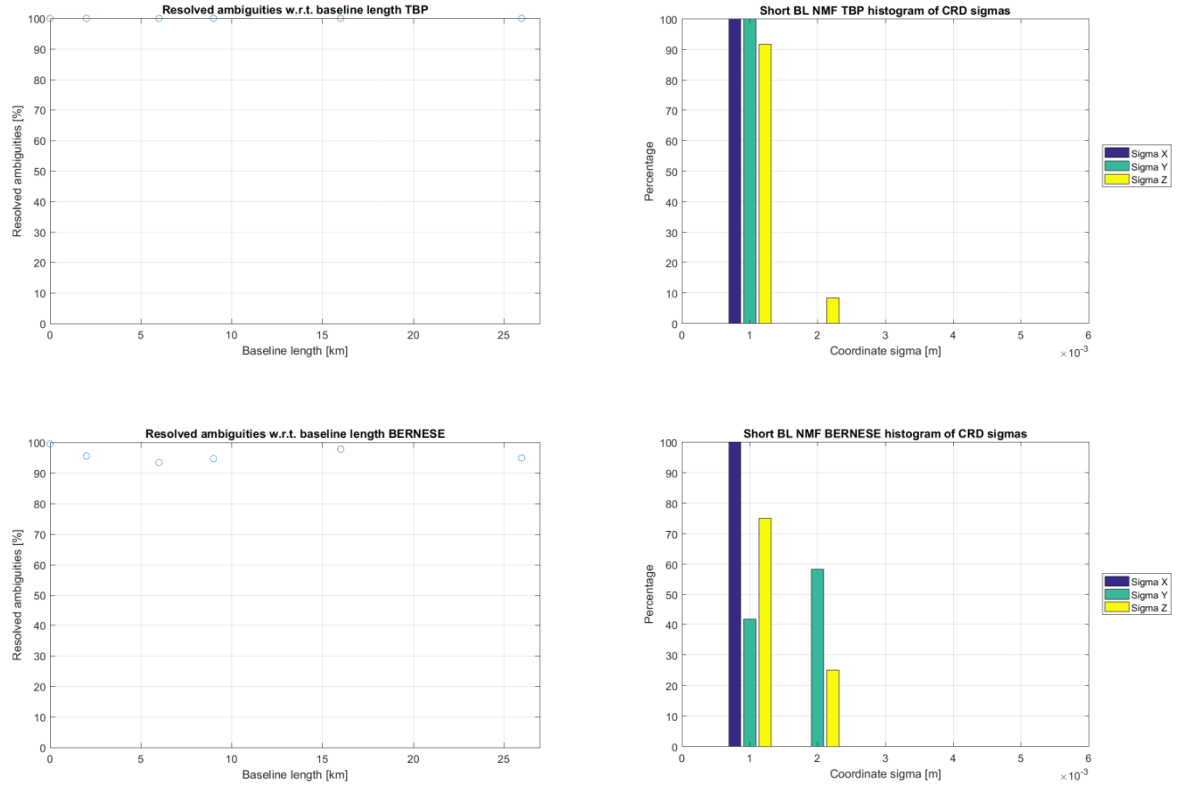 Resolved ambiguities w.r.t. baseline length TBP
Resolved ambiguities [%]
100
90
80
70
60
50
40
30
20
10
0
0 5 10 15 20 25
Baseline length [km]
Short BL NMF TBP histogram of CRD sigmas
Percentage
100
90
80
70
60
50
40
30
20
10
0
0 1 2 3 4 5 6
Coordinate sigma [m]
×10⁻³
Sigma X
Sigma Y
Sigma Z
Resolved ambiguities w.r.t. baseline length BERNESE
Resolved ambiguities [%]
100
90
80
70
60
50
40
30
20
10
0
0 5 10 15 20 25
Baseline length [km]
Short BL NMF BERNESE histogram of CRD sigmas
Percentage
100
90
80
70
60
50
40
30
20
10
0
0 1 2 3 4 5 6
Coordinate sigma [m]
×10⁻³
Sigma X
Sigma Y
Sigma Z